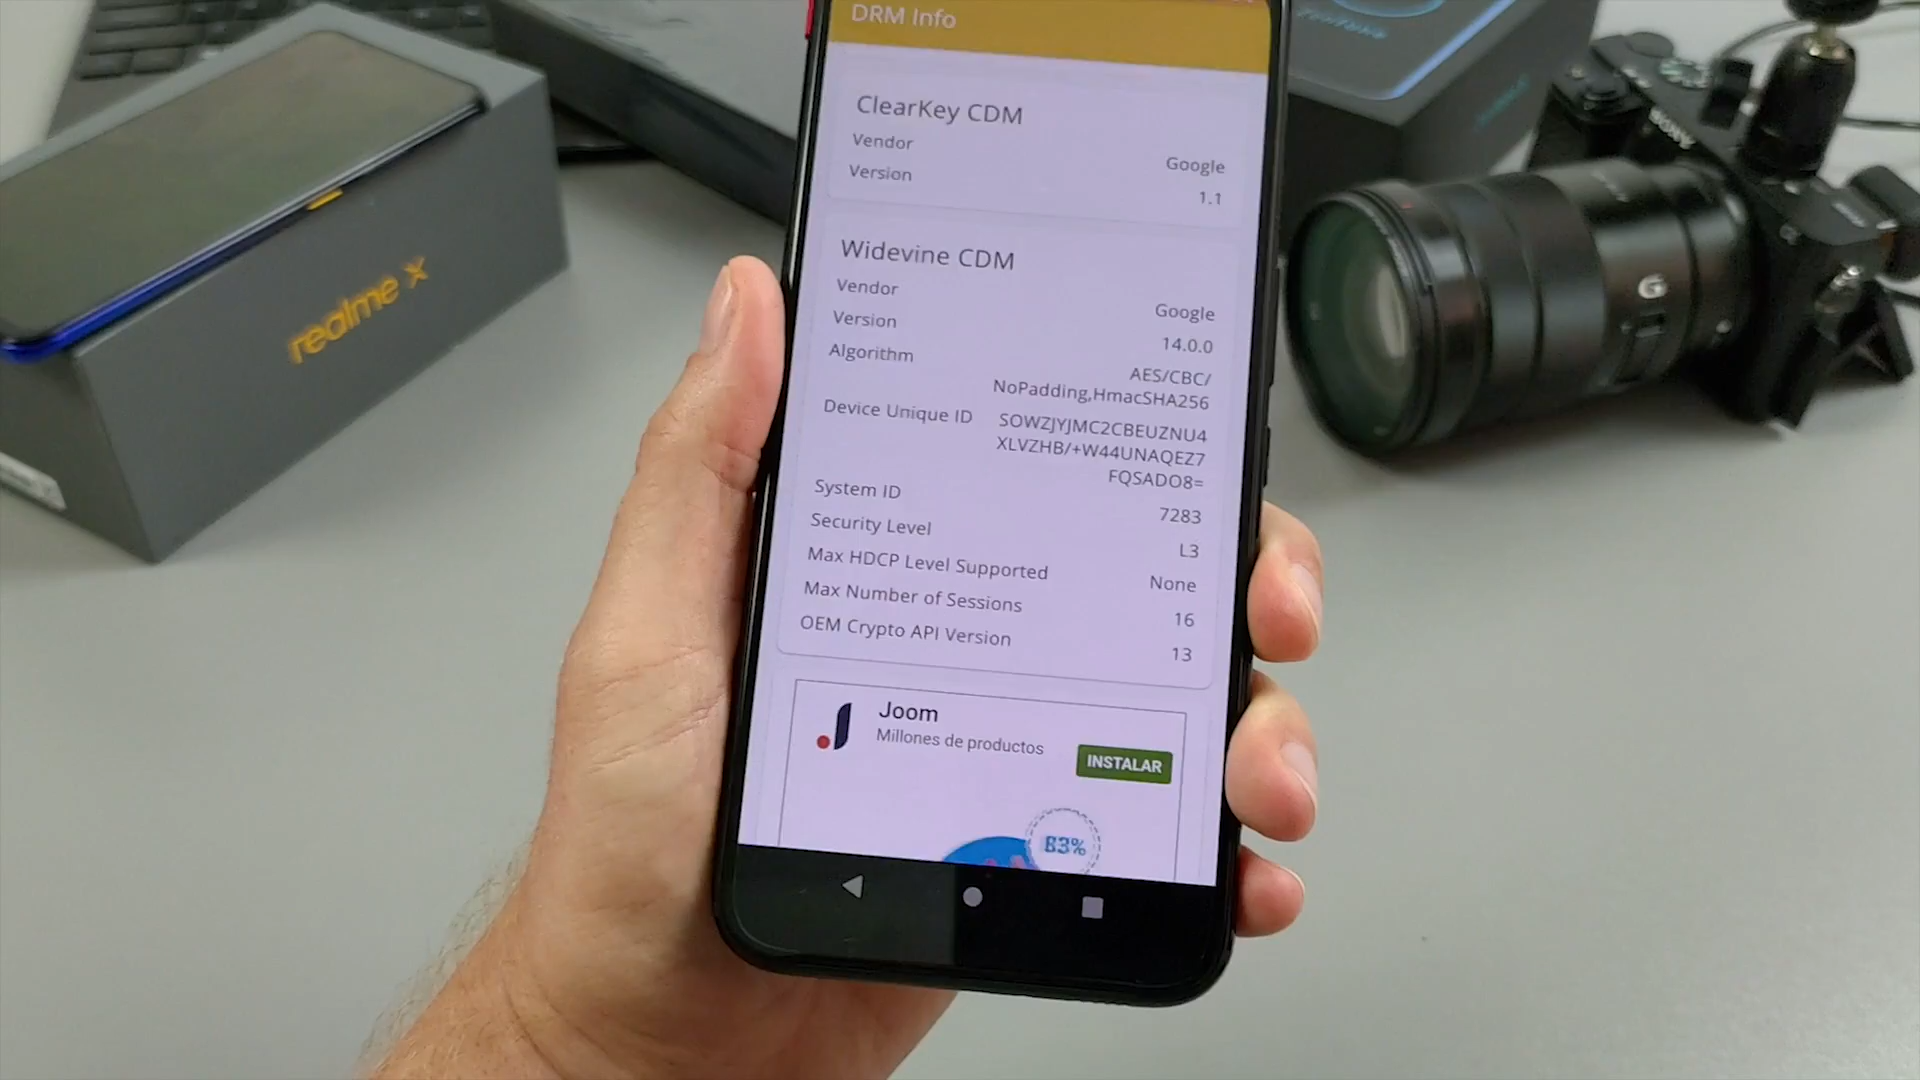 DRM Info
ClearKey CDM
Vendor Google
Version 1.1
Widevine CDM
Vendor Google
Version 14.0.0
Algorithm AES/CBC/
NoPadding,HmacSHA256
Device Unique ID SOWZJYJMC2CBEUZNU4
XLVZHB/+W44UNAQEZ7
FQSADO8=
System ID 7283
Security Level L3
Max HDCP Level Supported None
Max Number of Sessions 16
OEM Crypto API Version 13
Joom
Millones de productos
INSTALAR
83%
realme X
SONY
G